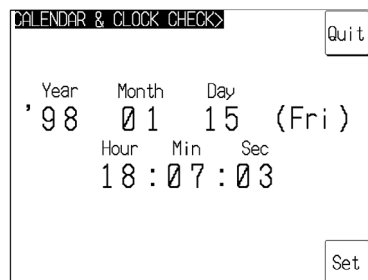 CALENDAR & CLOCK CHECK>
Quit
Year Month Day
'98 01 15 (Fri)
Hour Min Sec
18:07:03
Set